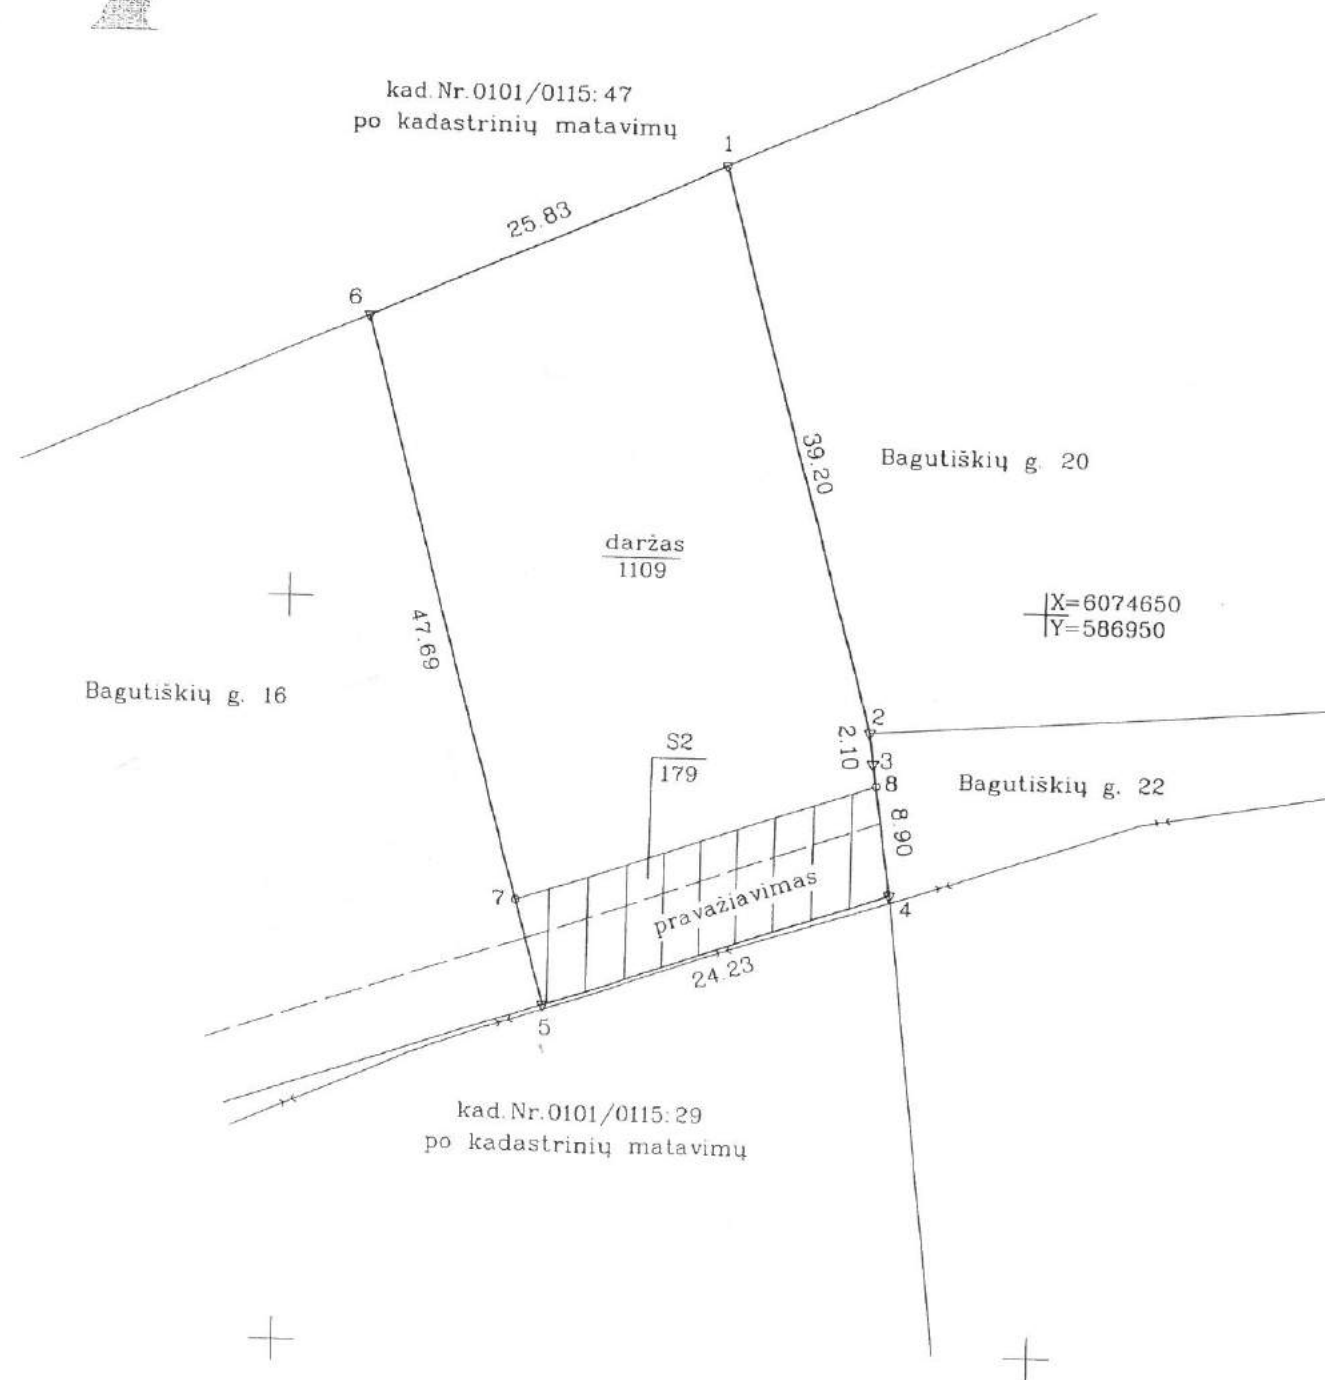 kad.Nr.0101/0115:47
po kadastrinių matavimų
1
25.83
6
39.20
Bagutiškių g. 20
daržas
1109
X=6074650
Y=586950
47.69
Bagutiškių g. 16
2
2.10
S2
179
3
8
Bagutiškių g. 22
8.90
7
pravažiavimas
4
24.23
5
kad.Nr.0101/0115:29
po kadastrinių matavimų